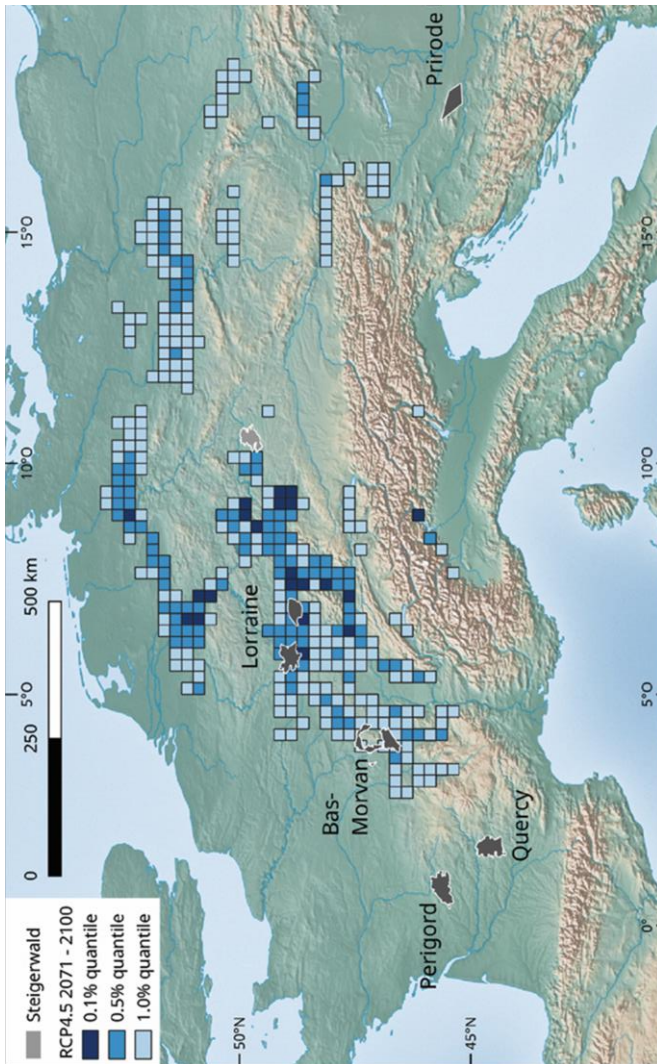 Steigerwald
RCP4.5 2071 - 2100
0.1% quantile
0.5% quantile
1.0% quantile
0
250
500 km
50°N
45°N
0°
5°O
10°O
15°O
5°O
10°O
15°O
Lorraine
Bas-
Morvan
Perigord
Quercy
Prirode